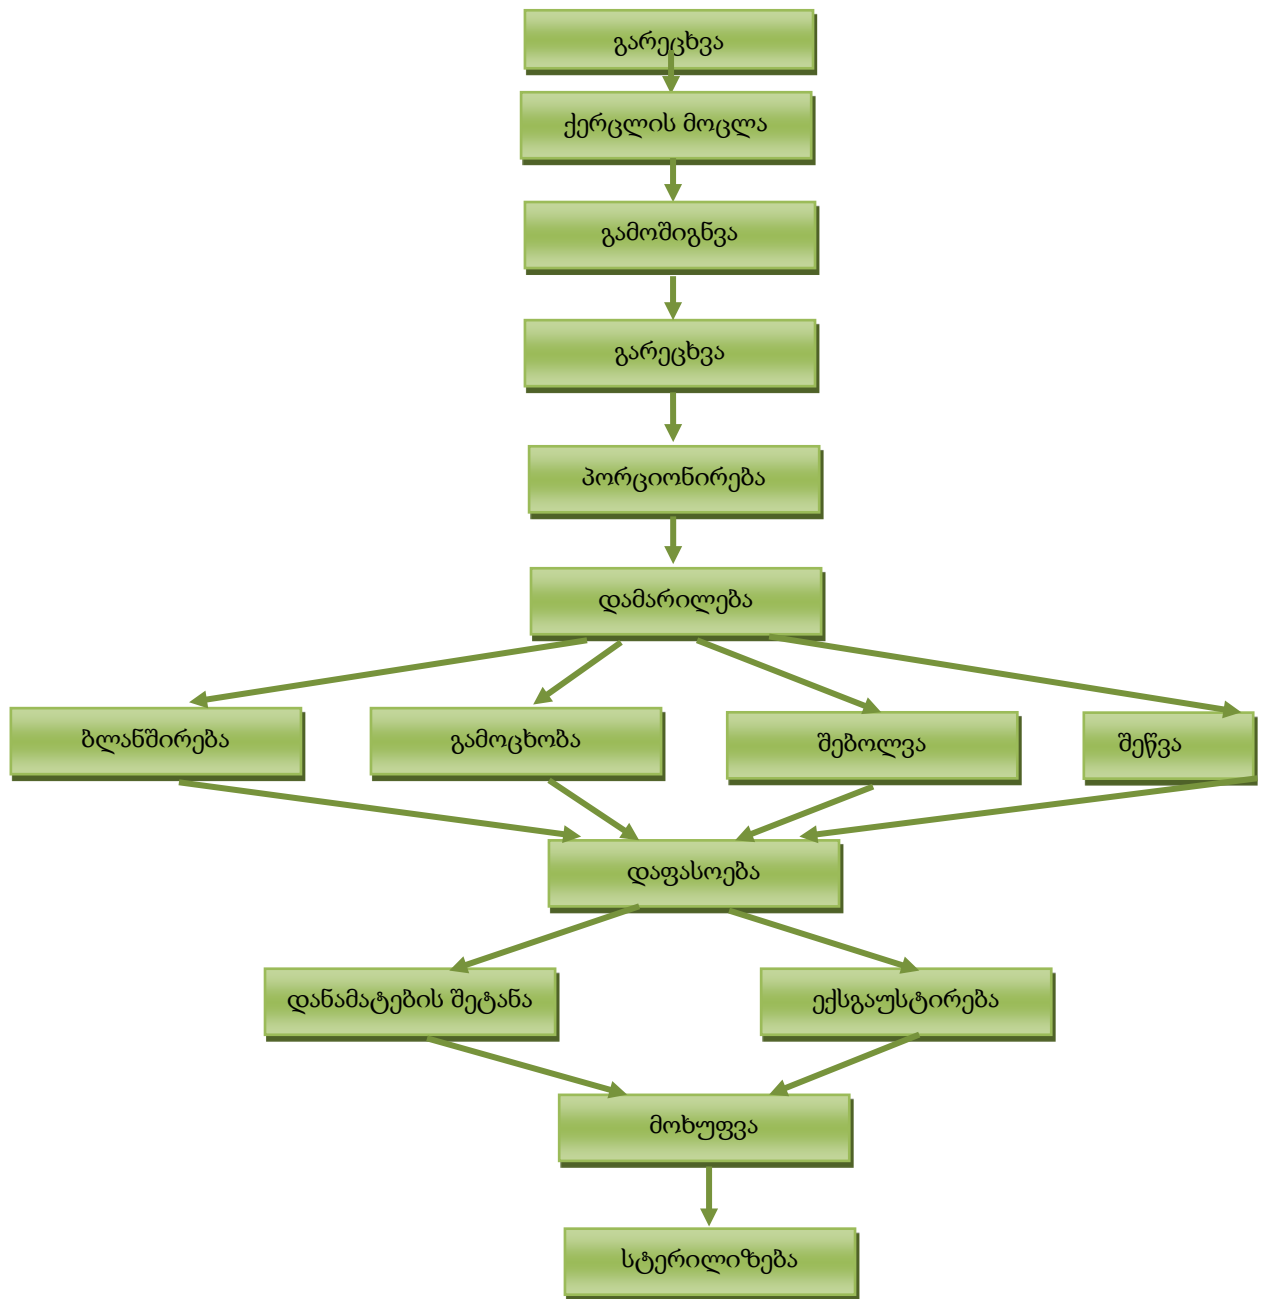 გარეცხვა
ქერცლის მოცლა
გამოშიგნვა
გარეცხვა
პორციონირება
დამარილება
ბლანშირება
გამოცხობა
შებოლვა
შეწვა
დაფასოება
დანამატების შეტანა
ექსგაუსტირება
მოხუფვა
სტერილიზება